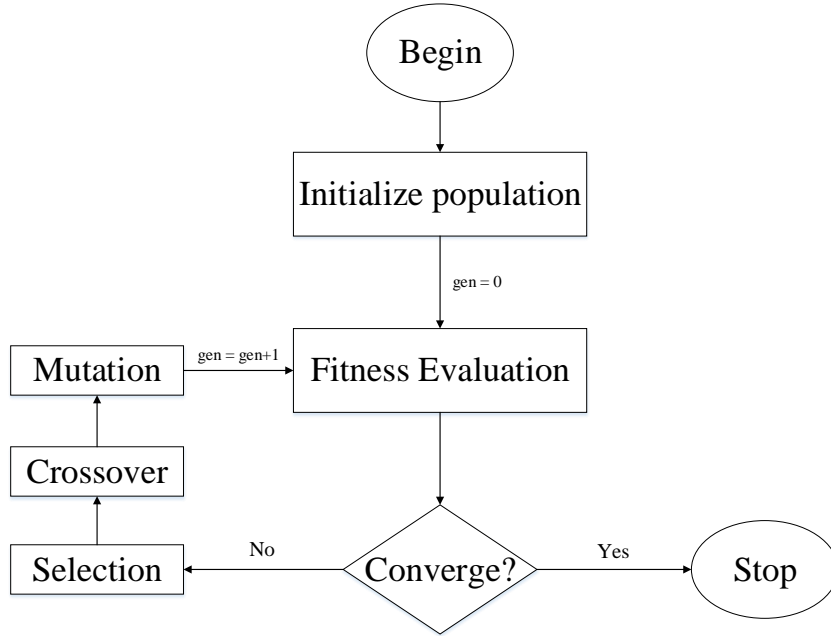 Begin
Initialize population
gen = 0
Mutation
gen = gen+1
Fitness Evaluation
Crossover
Selection
No
Converge?
Yes
Stop